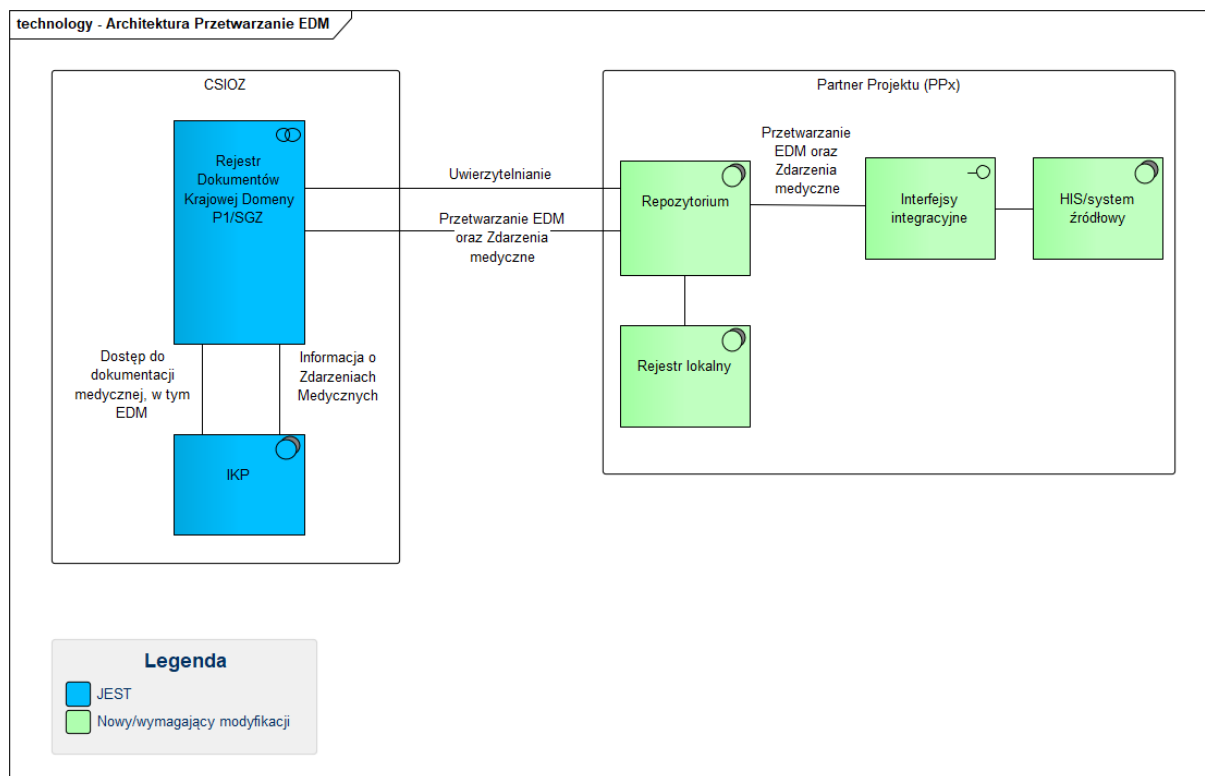 technology - Architektura Przetwarzanie EDM
CSIOZ
Rejestr
Dokumentów
Krajowej Domeny
P1/SGZ
Dostęp do
dokumentacji
medycznej, w tym
EDM
Informacja o
Zdarzeniach
Medycznych
IKP
Uwierzytelnianie
Przetwarzanie EDM
oraz Zdarzenia
medyczne
Partner Projektu (PPx)
Repozytorium
Przetwarzanie
EDM oraz
Zdarzenia
medyczne
Interfejsy
integracyjne
HIS/system
źródłowy
Rejestr lokalny
Legenda
JEST
Nowy/wymagający modyfikacji